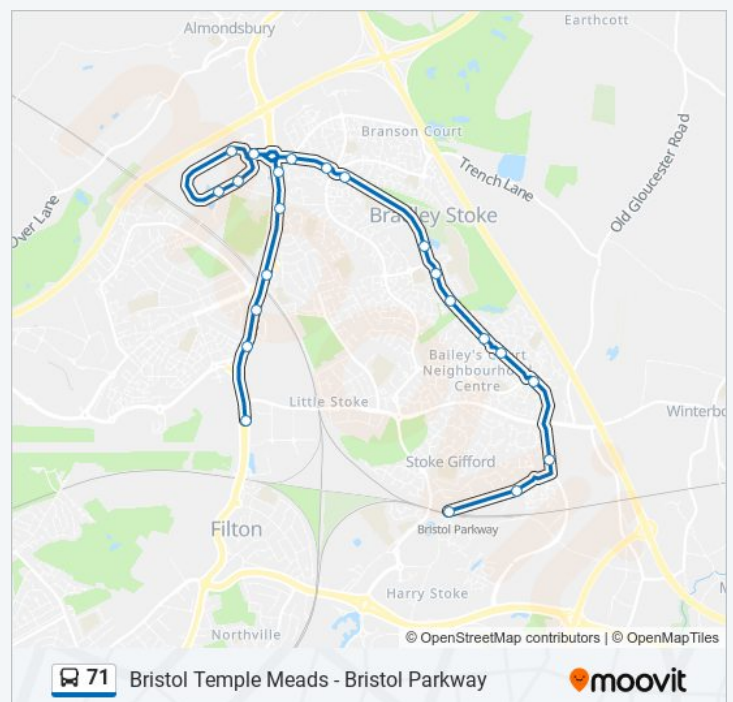 Earthcott
Almondsbury
Branson Court
Trench Lane
Old Gloucester Road
Over Lane
Bradley Stoke
Bailey's Court
Neighbourhood
Centre
Little Stoke
Winterbo
Stoke Gifford
Bristol Parkway
Filton
Harry Stoke
Northville
© OpenStreetMap contributors | © OpenMapTiles
71 Bristol Temple Meads - Bristol Parkway
moovit